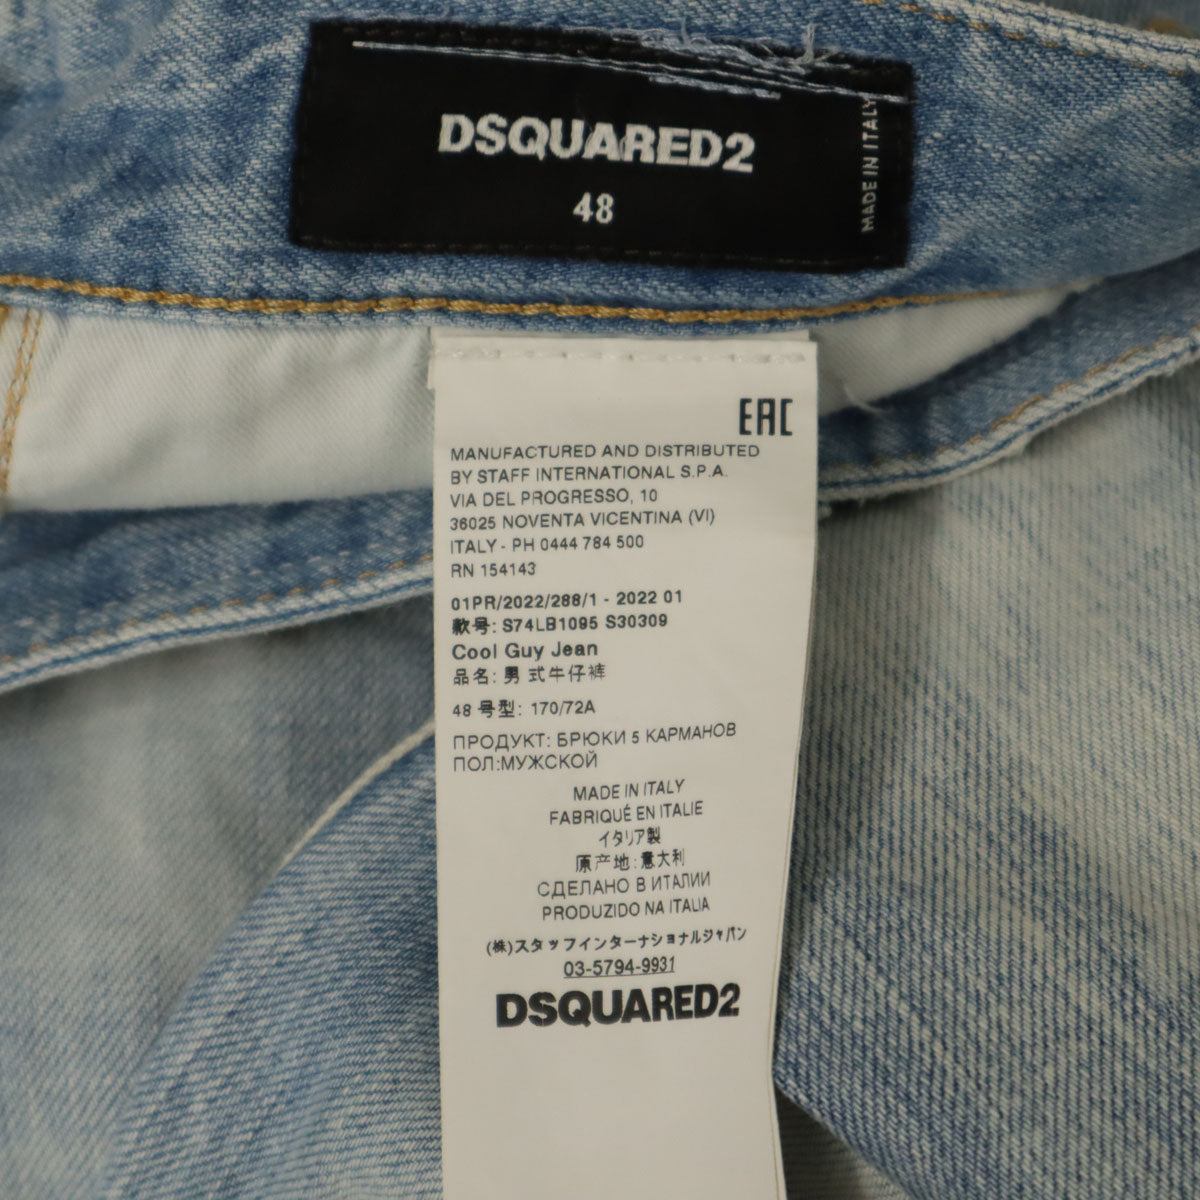 DSQUARED2
48
MADE IN ITALY
EAC
MANUFACTURED AND DISTRIBUTED
BY STAFF INTERNATIONAL S.P.A.
VIA DEL PROGRESSO, 10
36025 NOVENTA VICENTINA (VI)
ITALY - PH 0444 784 500
RN 154143
01PR/2022/288/1 - 2022 01
款号: S74LB1095 S30309
Cool Guy Jean
品名: 男 式牛仔裤
48 号型: 170/72A
ПРОДУКТ: БРЮКИ 5 КАРМАНОВ
ПОЛ:МУЖСКОЙ
MADE IN ITALY
FABRIQUÉ EN ITALIE
イタリア製
原产地:意大利
СДЕЛАНО В ИТАЛИИ
PRODUZIDO NA ITALIA
(株)スタッフインターナショナルジャパン
03-5794-9931
DSQUARED2